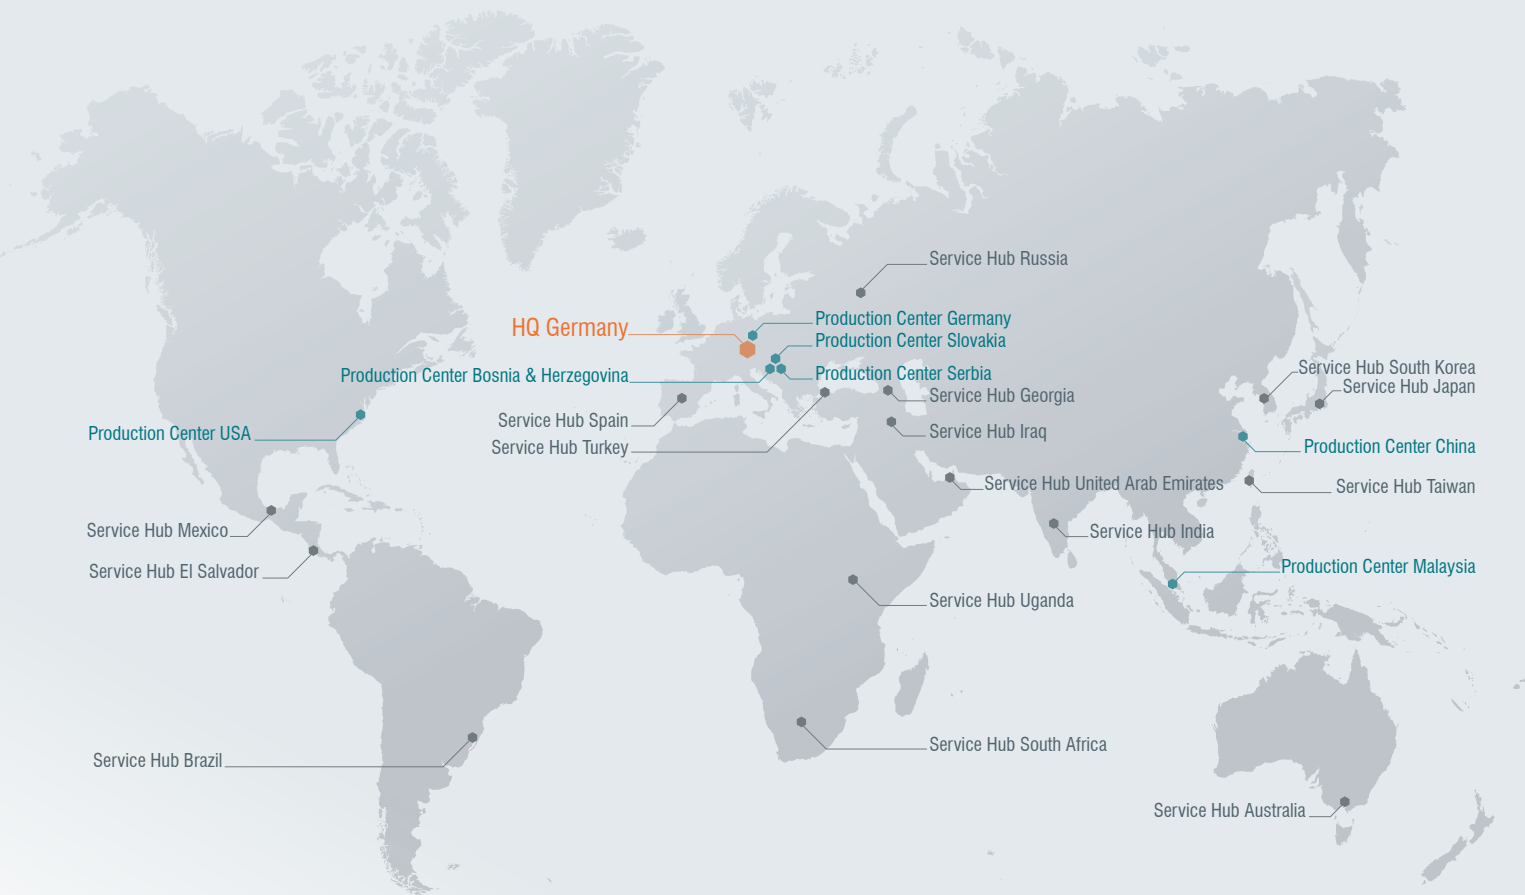 Service Hub Russia
Production Center Germany
HQ Germany
Production Center Slovakia
Service Hub South Korea
Production Center Bosnia & Herzegovina
Production Center Serbia
Service Hub Japan
Service Hub Georgia
Service Hub Spain
Production Center USA
Service Hub Iraq
Service Hub Turkey
Production Center China
Service Hub United Arab Emirates
Service Hub Taiwan
Service Hub Mexico
Service Hub India
Service Hub El Salvador
Production Center Malaysia
Service Hub Uganda
Service Hub South Africa
Service Hub Brazil
Service Hub Australia